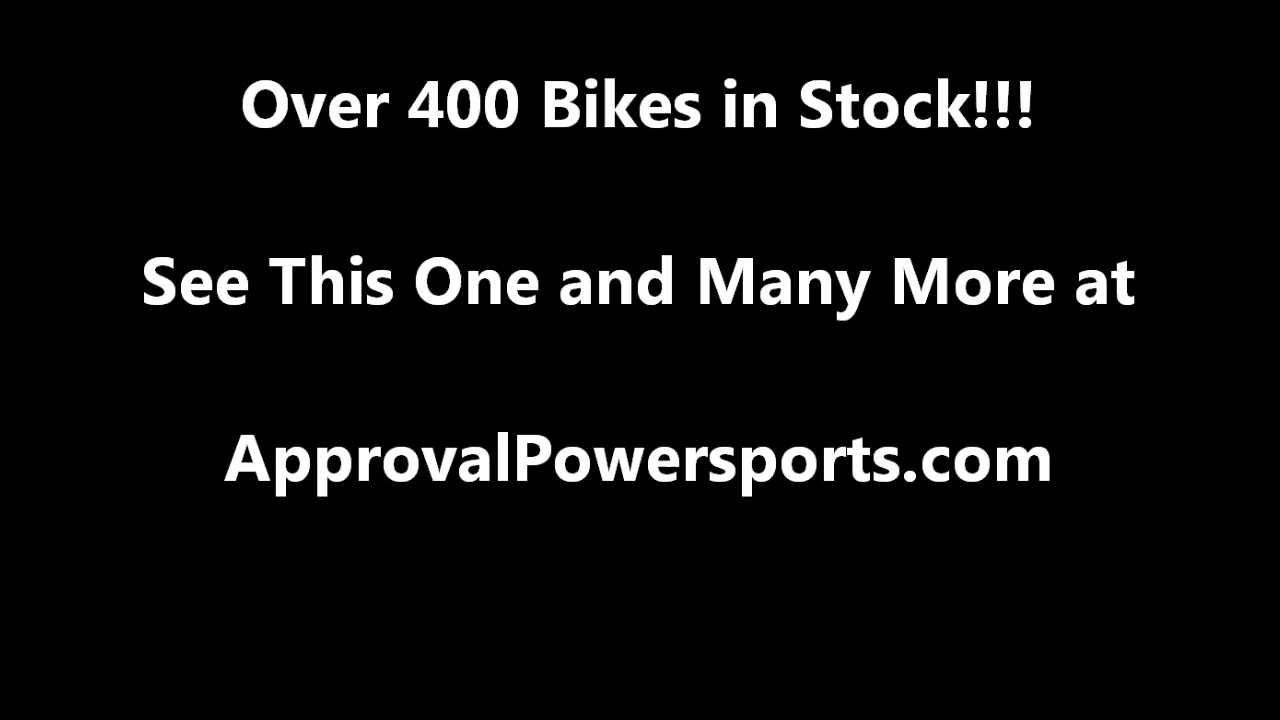 Over 400 Bikes in Stock!!!
See This One and Many More at
ApprovalPowersports.com